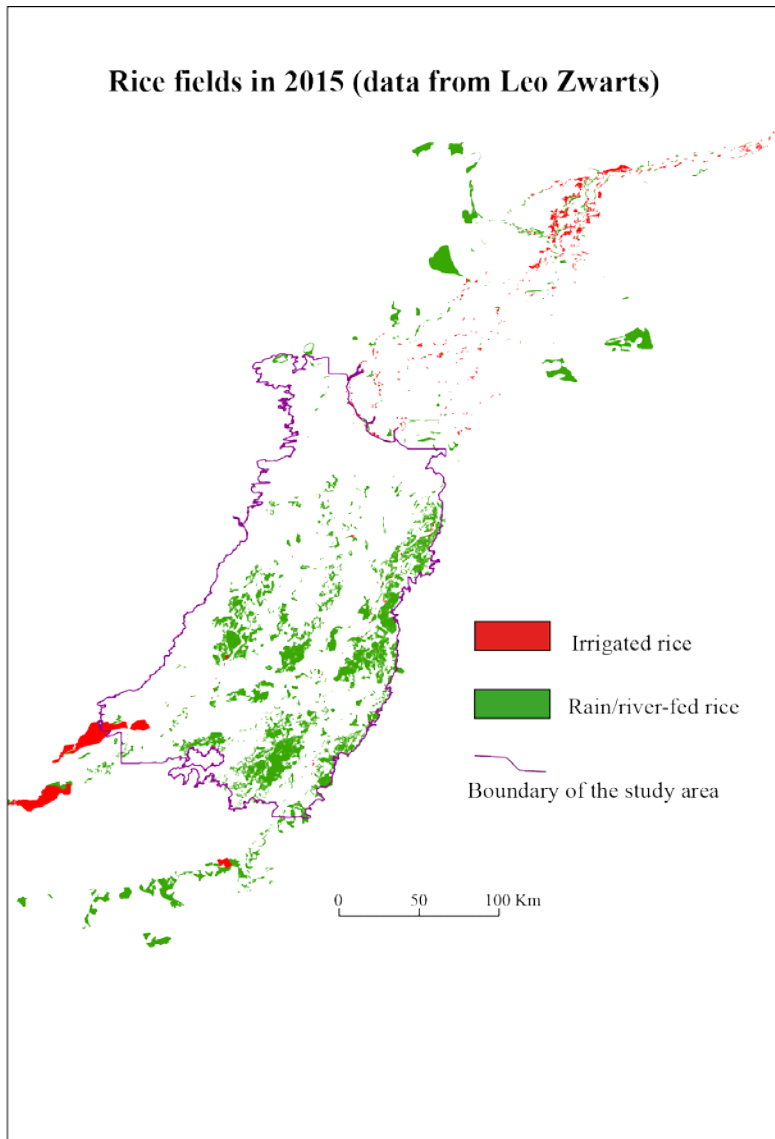 Rice fields in 2015 (data from Leo Zwarts)
Irrigated rice
Rain/river-fed rice
Boundary of the study area
0 50 100 Km